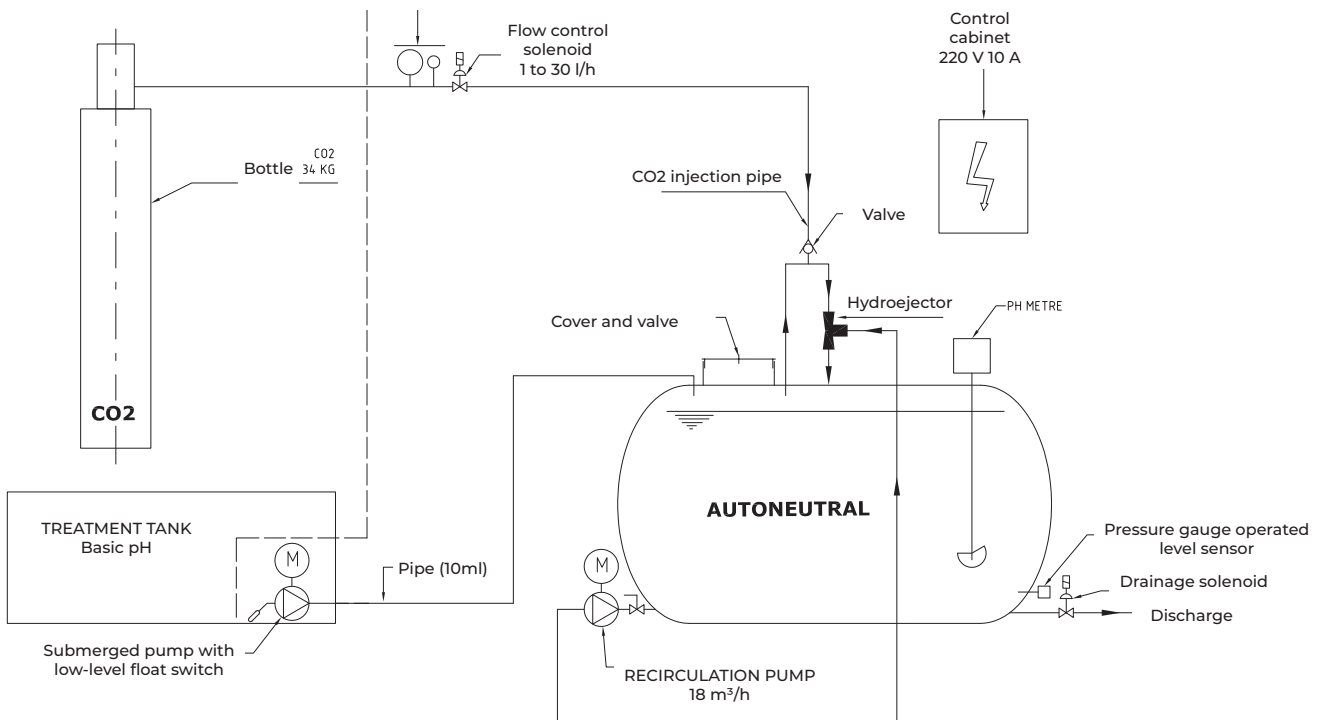 Flow control
solenoid
1 to 30 l/h
Control
cabinet
220 V 10 A
Bottle CO2
34 KG
CO2 injection pipe
Valve
Hydroejector
PH METRE
Cover and valve
CO2
AUTONEUTRAL
TREATMENT TANK
Basic pH
M
Pipe (10ml)
M
Pressure gauge operated
level sensor
Drainage solenoid
Discharge
Submerged pump with
low-level float switch
RECIRCULATION PUMP
18 m³/h